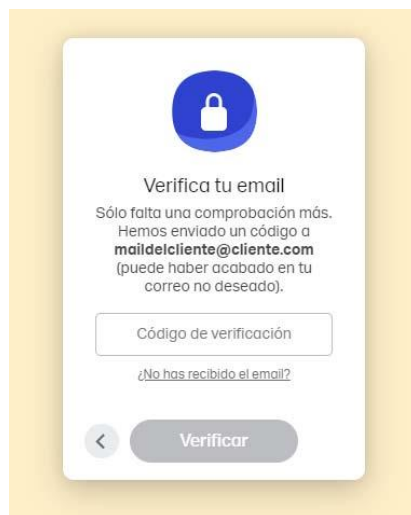 Verifica tu email
Sólo falta una comprobación más.
Hemos enviado un código a
maildelcliente@cliente.com
(puede haber acabado en tu
correo no deseado).
Código de verificación
¿No has recibido el email?
Verificar